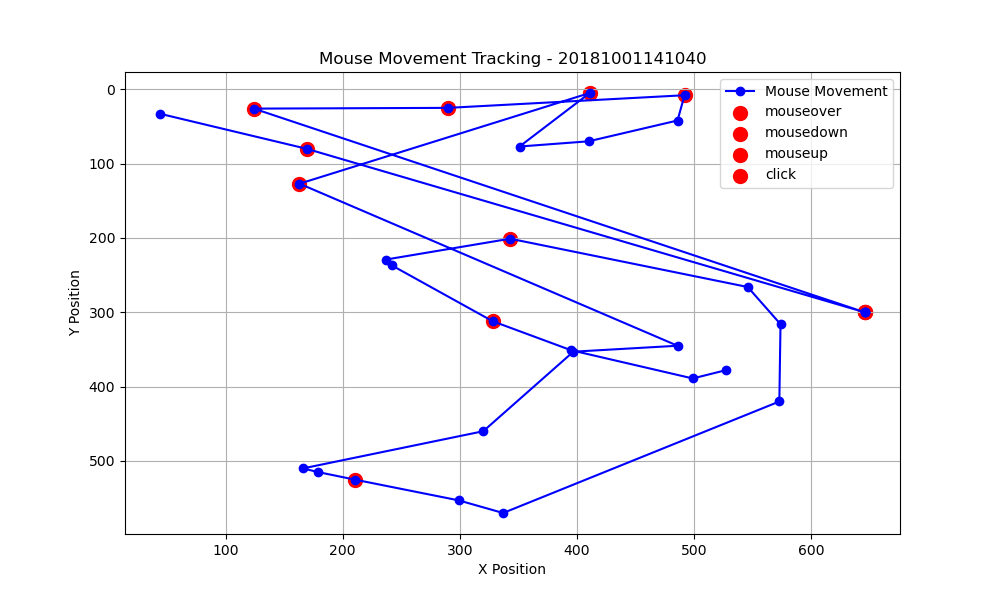 Mouse Movement Tracking - 20181001141040
Mouse Movement
mouseover
mousedown
mouseup
click
Y Position
0
100
200
300
400
500
100 200 300 400 500 600
X Position